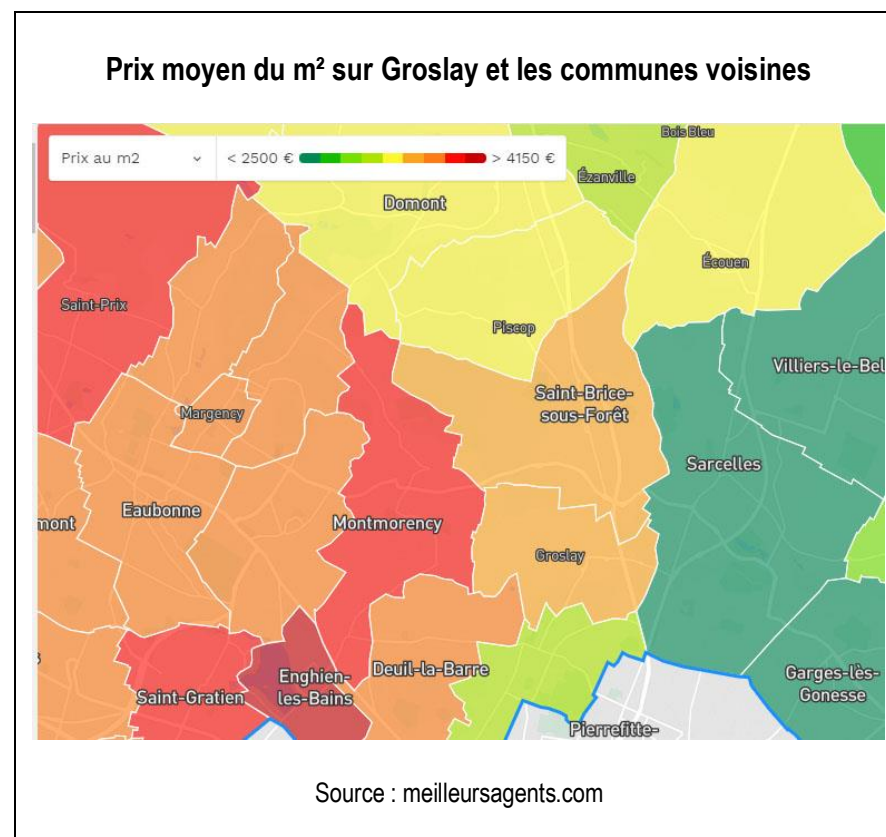 Prix moyen du m² sur Groslay et les communes voisines
Prix au m2
< 2500 €
> 4150 €
Bois Bleu
Ézanville
Domont
Écouen
Saint-Prix
Piscop
Villiers-le-Bel
Saint-Brice-
sous-Forêt
Margency
Sarcelles
Eaubonne
mont
Montmorency
Groslay
Enghien-
les-Bains
Deuil-la-Barre
Saint-Gratien
Garges-lès-
Gonesse
Pierrefitte-
Source : meilleursagents.com